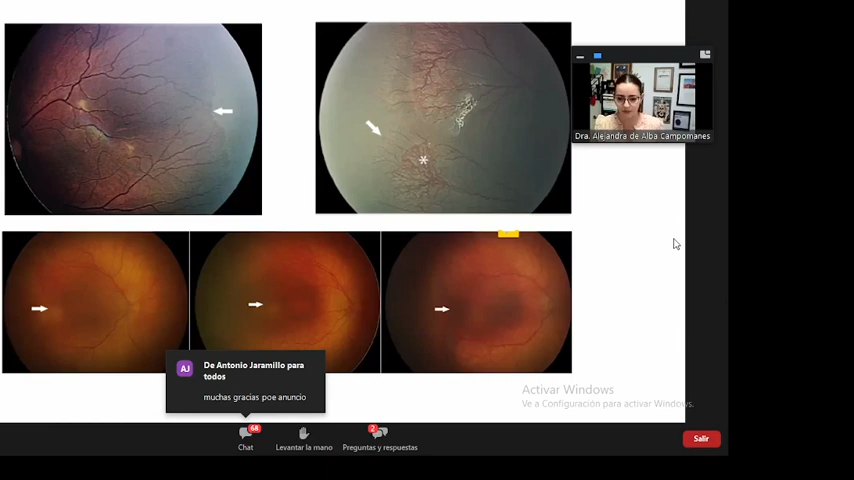 Dra. Alejandra de Alba Campomanes
*
AJ
De Antonio Jaramillo para
todos
muchas gracias poe anuncio
Activar Windows
Ve a Configuración para activar Windows.
68
Chat
Levantar la mano
2
Preguntas y respuestas
Salir